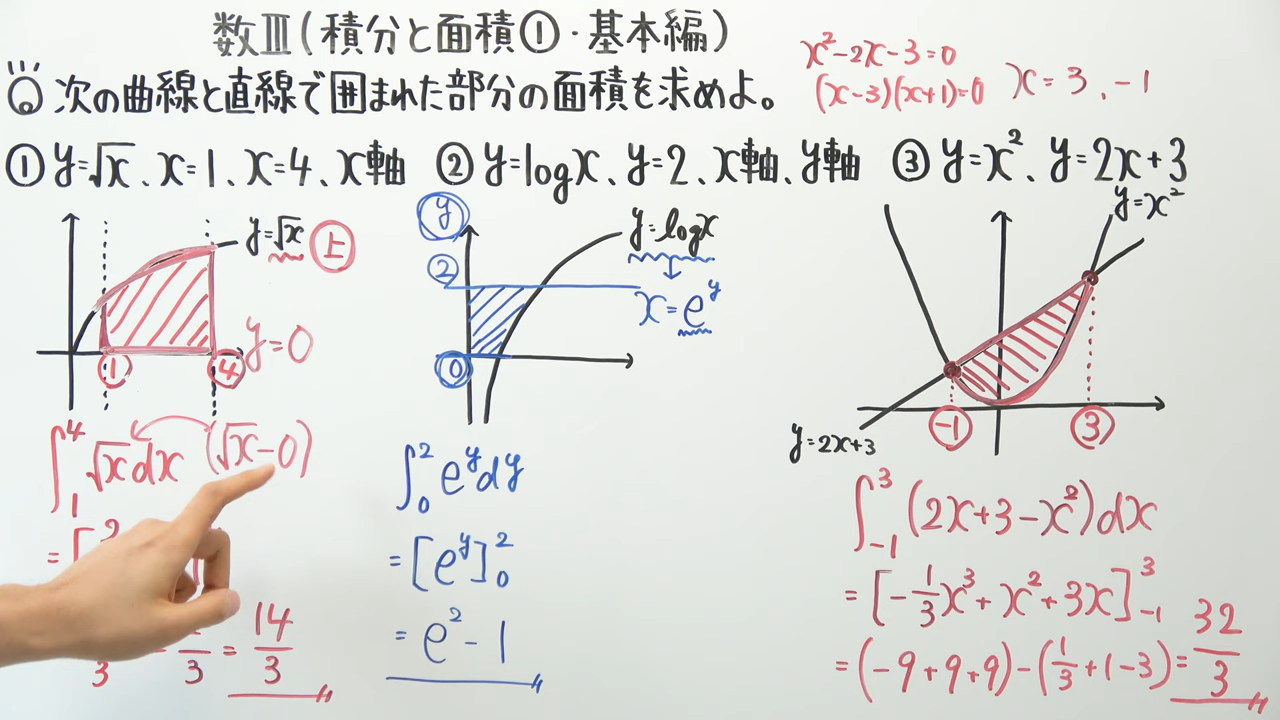 数Ⅲ(積分と面積①・基本編)
次の曲線と直線で囲まれた部分の面積を求めよ。
x²-2x-3=0
(x-3)(x+1)=0
x=3、-1
① y=√x、x=1、x=4、x軸
② y=logx、y=2、x軸、y軸
③ y=x²、y=2x+3
y=√x
上
y=0
1
4
∫₁⁴ √x dx (√x-0)
=
3
3
= 14/3
y
2
0
y=logx
x=e^y
∫₀² e^y dy
=[e^y]₀²
=e²-1
y=x²
y=2x+3
-1
3
∫₋₁³ (2x+3-x²)dx
=[-1/3x³+x²+3x]₋₁³
=(-9+9+9)-(1/3+1-3)=32/3